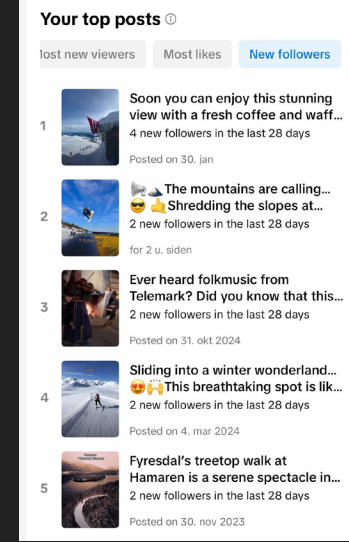 Your top posts
Most new viewers
Most likes
New followers
1
Soon you can enjoy this stunning
view with a fresh coffee and waff...
4 new followers in the last 28 days
Posted on 30. jan
2
📢⛰️The mountains are calling...
😎 🤙Shredding the slopes at...
2 new followers in the last 28 days
for 2 u. siden
3
Ever heard folkmusic from
Telemark? Did you know that this...
2 new followers in the last 28 days
Posted on 31. okt 2024
4
Sliding into a winter wonderland...
😍🙌This breathtaking spot is lik...
2 new followers in the last 28 days
Posted on 4. mar 2024
5
Fyresdal's treetop walk at
Hamaren is a serene spectacle in...
2 new followers in the last 28 days
Posted on 30. nov 2023